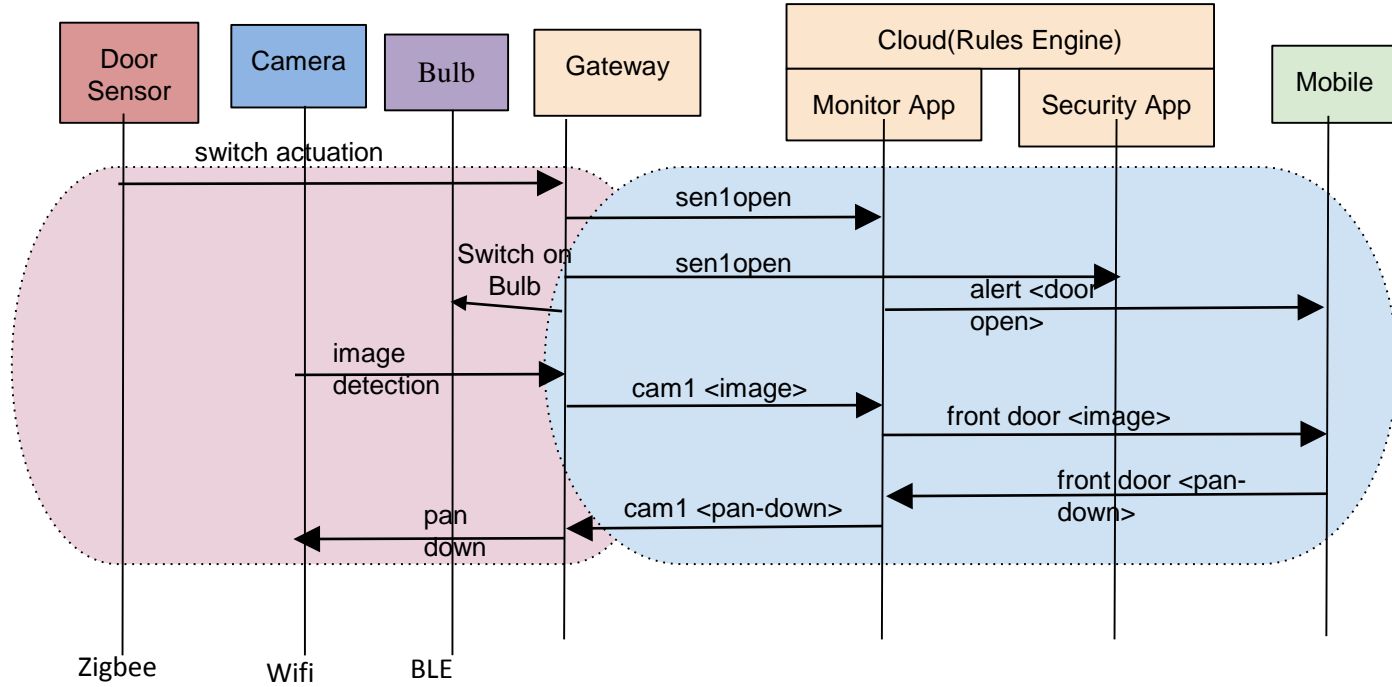 Door
Sensor
Camera
Bulb
Gateway
Cloud(Rules Engine)
Monitor App
Security App
Mobile
switch actuation
sen1open
Switch on
Bulb
sen1open
alert <door
open>
image
detection
cam1 <image>
front door <image>
front door <pan-
down>
cam1 <pan-down>
pan
down
Zigbee
Wifi
BLE